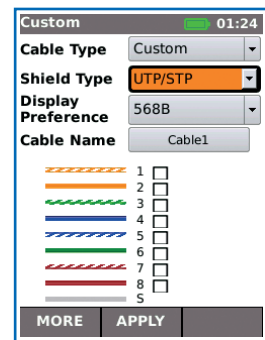 Custom 01:24
Cable Type Custom
Shield Type UTP/STP
Display Preference 568B
Cable Name Cable1
1
2
3
4
5
6
7
8
S
MORE APPLY